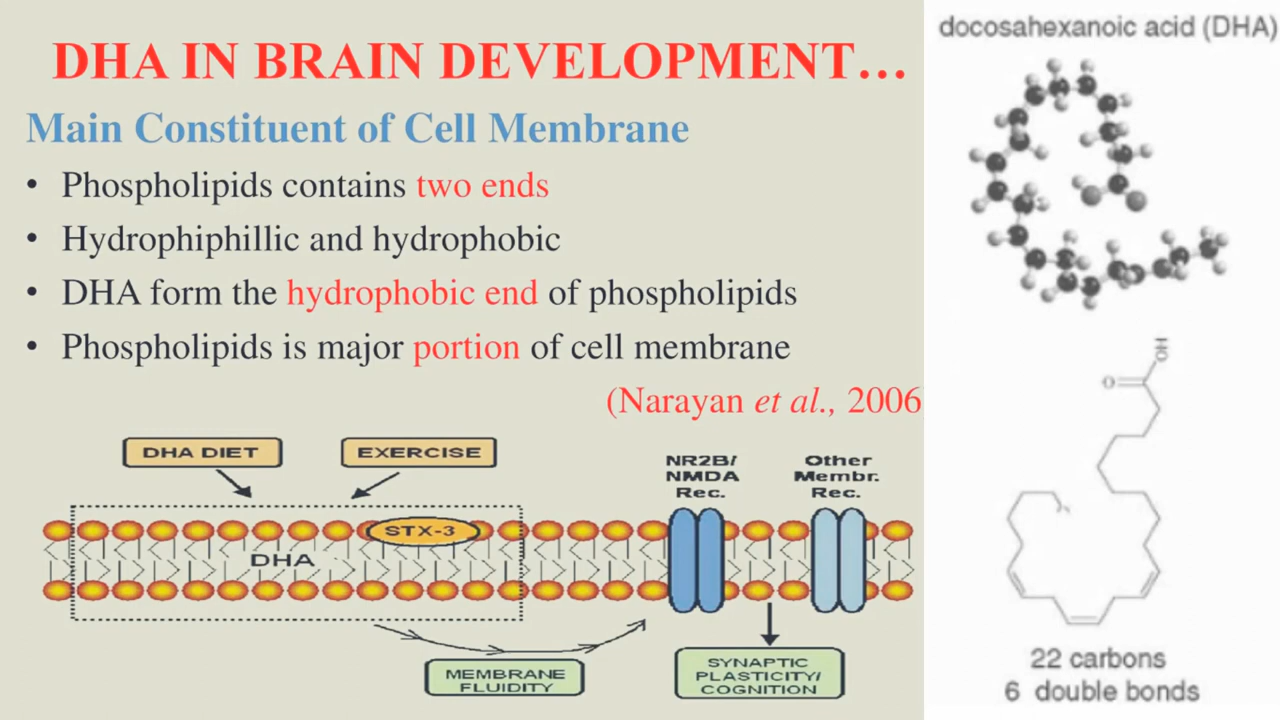 DHA IN BRAIN DEVELOPMENT…
Main Constituent of Cell Membrane
• Phospholipids contains two ends
• Hydrophiphillic and hydrophobic
• DHA form the hydrophobic end of phospholipids
• Phospholipids is major portion of cell membrane
(Narayan et al., 2006
DHA DIET
EXERCISE
NR2B/
NMDA
Rec.
Other
Membr.
Rec.
STX-3
DHA
MEMBRANE
FLUIDITY
SYNAPTIC
PLASTICITY/
COGNITION
docosahexanoic acid (DHA)
OH
O
22 carbons
6 double bonds